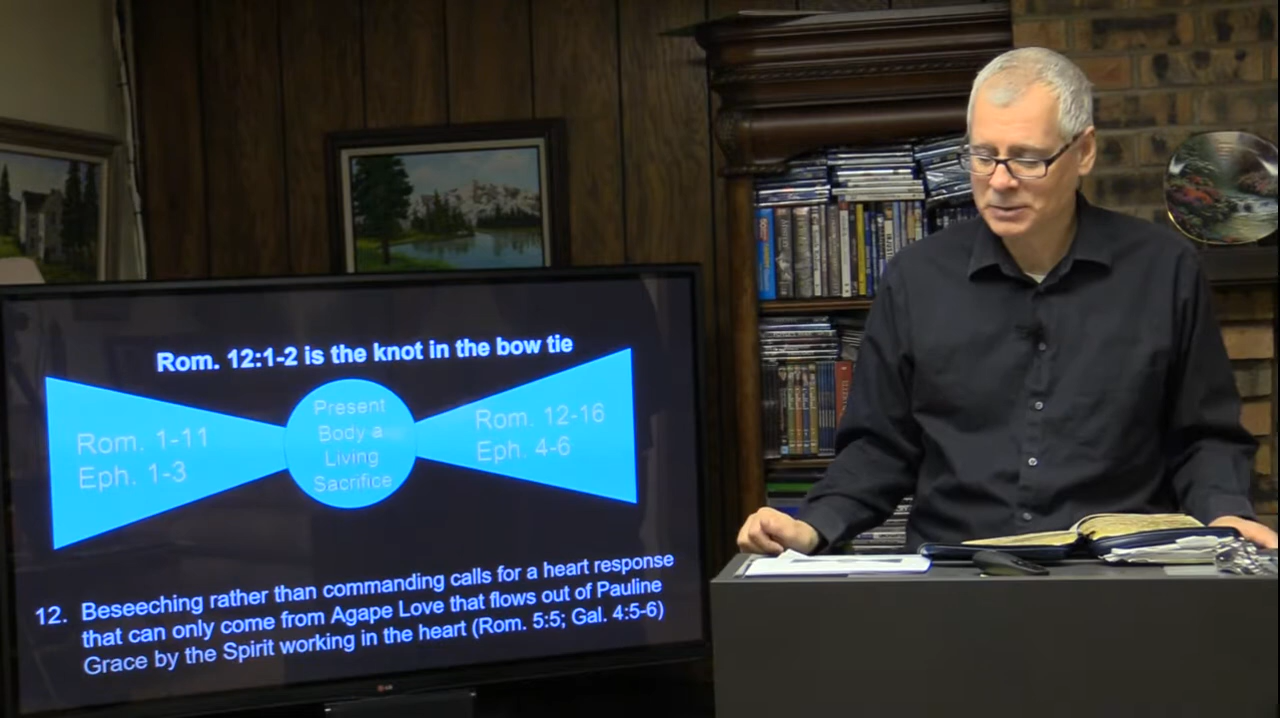 Rom. 12:1-2 is the knot in the bow tie
Rom. 1-11
Eph. 1-3
Present
Body a
Living
Sacrifice
Rom. 12-16
Eph. 4-6
12. Beseeching rather than commanding calls for a heart response
that can only come from Agape Love that flows out of Pauline
Grace by the Spirit working in the heart (Rom. 5:5; Gal. 4:5-6)
LG